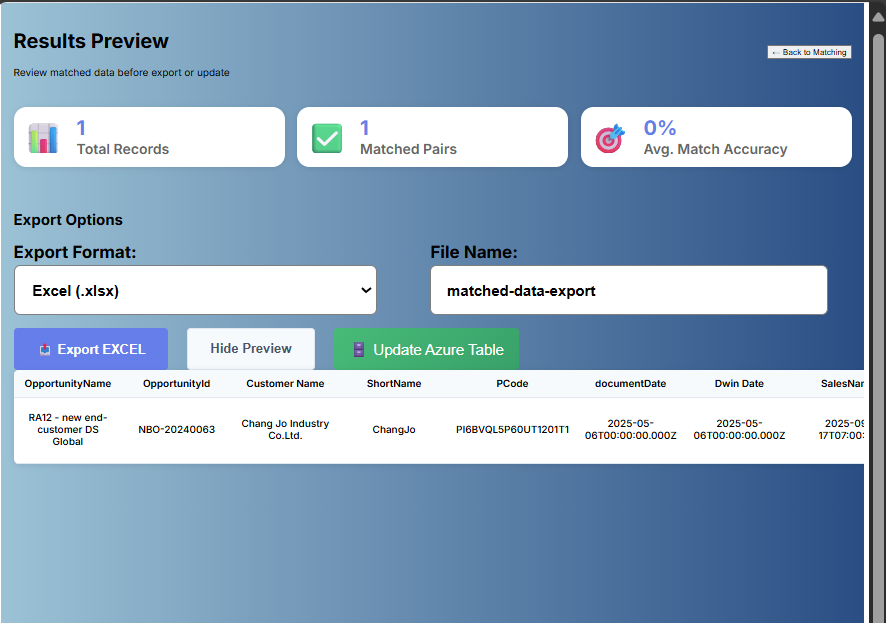 Results Preview
← Back to Matching
Review matched data before export or update
1
Total Records
1
Matched Pairs
0%
Avg. Match Accuracy
Export Options
Export Format:
File Name:
Excel (.xlsx)
matched-data-export
Export EXCEL
Hide Preview
Update Azure Table
OpportunityName OpportunityId Customer Name ShortName PCode documentDate Dwin Date SalesNa
RA12 - new end-
customer DS
Global
NBO-20240063
Chang Jo Industry
Co.Ltd.
ChangJo
PI6BVQL5P60UT1201T1
2025-05-
06T00:00:00.000Z
2025-05-
06T00:00:00.000Z
2025-09
17T07:00: